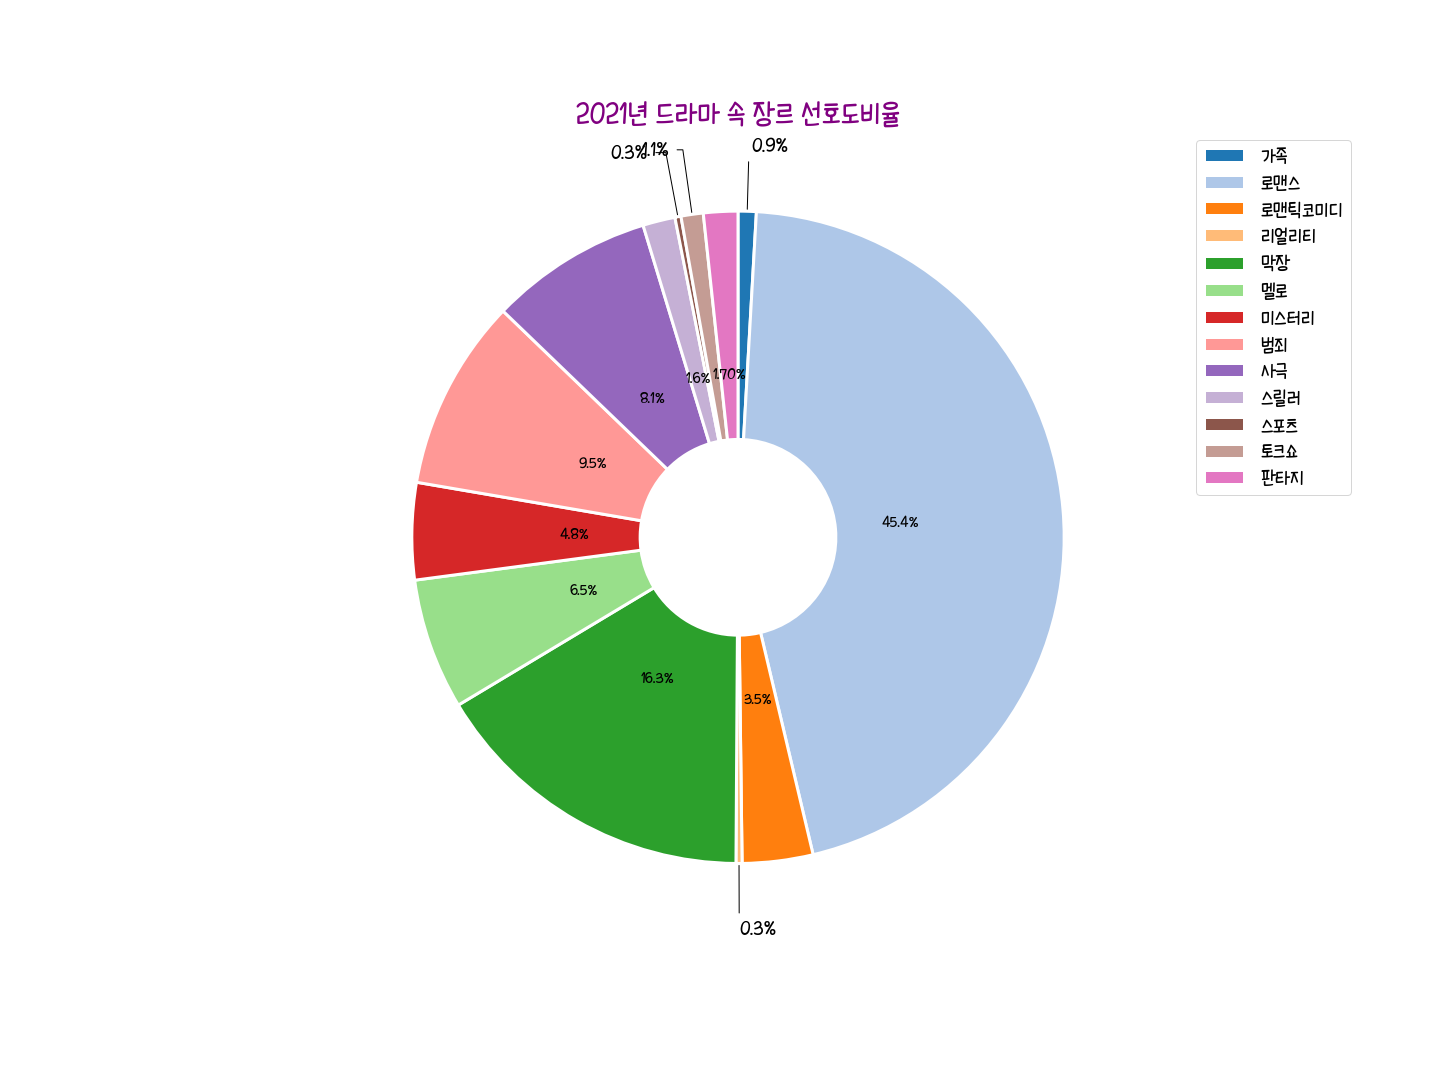 2021년 드라마 속 장르 선호도비율
0.3%
1.1%
0.9%
가족
로맨스
로맨틱코미디
리얼리티
막장
멜로
미스터리
범죄
사극
스릴러
스포츠
토크쇼
판타지
1.6%
1.70%
8.1%
9.5%
45.4%
4.8%
6.5%
16.3%
3.5%
0.3%